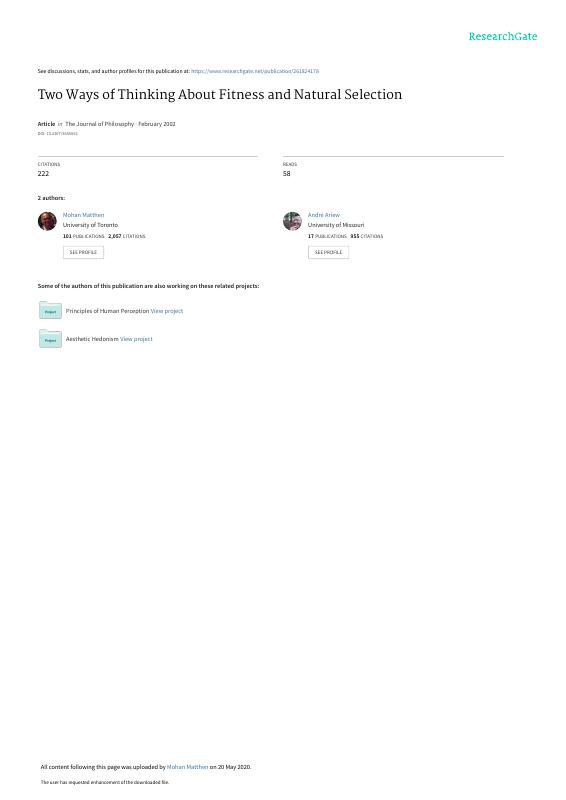 ResearchGate
See discussions, stats, and author profiles for this publication at: https://www.researchgate.net/publication/261824178
Two Ways of Thinking About Fitness and Natural Selection
Article in The Journal of Philosophy · February 2002
CITATIONS
222
READS
58
2 authors:
Mohan Matthen
University of Toronto
101 PUBLICATIONS 2,057 CITATIONS
SEE PROFILE
André Ariew
University of Missouri
17 PUBLICATIONS 955 CITATIONS
SEE PROFILE
Some of the authors of this publication are also working on these related projects:
Project
Principles of Human Perception View project
Project
Aesthetic Hedonism View project
All content following this page was uploaded by Mohan Matthen on 20 May 2020.
The user has requested enhancement of the downloaded file.